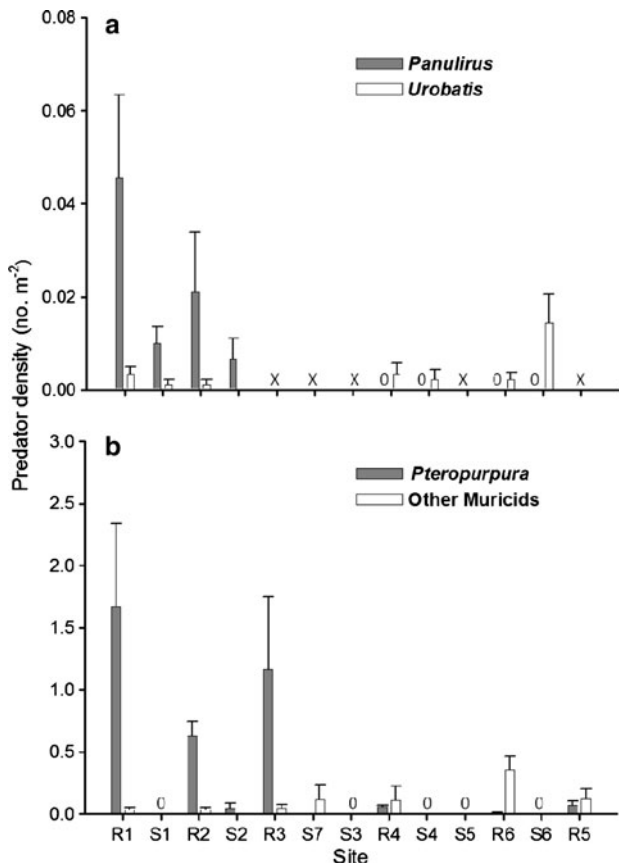 a
0.08
Panulirus
Urobatis
0.06
0.04
0.02
X X X 0 0 X 0 0 X
0.00
Predator density (no. m-2)
b
3.0
Pteropurpura
Other Muricids
2.5
2.0
1.5
1.0
0.5
0 0 0 0 0
0.0
R1 S1 R2 S2 R3 S7 S3 R4 S4 S5 R6 S6 R5
Site